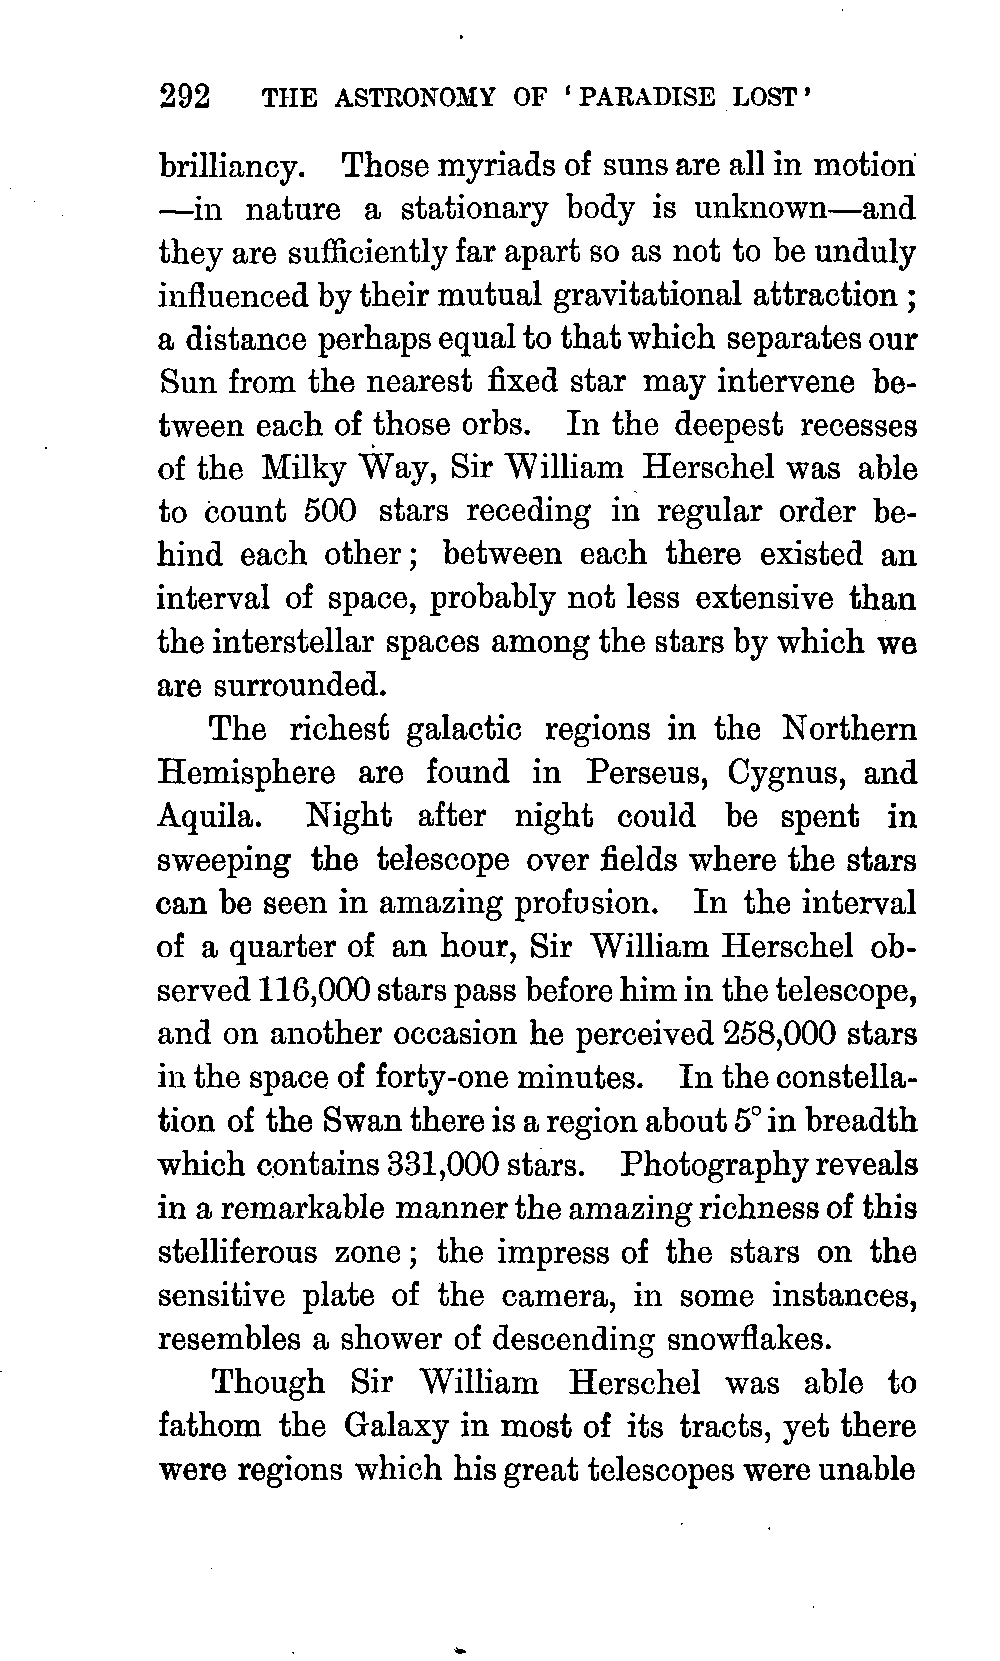 292 THE ASTRONOMY OF ‘PARADISE LOST’
brilliancy. Those myriads of suns are all in motion
—in nature a stationary body is unknown—and
they are sufficiently far apart so as not to be unduly
influenced by their mutual gravitational attraction ;
a distance perhaps equal to that which separates our
Sun from the nearest fixed star may intervene be-
tween each of those orbs. In the deepest recesses
of the Milky Way, Sir William Herschel was able
to count 500 stars receding in regular order be-
hind each other; between each there existed an
interval of space, probably not less extensive than
the interstellar spaces among the stars by which we
are surrounded.
The richest galactic regions in the Northern
Hemisphere are found in Perseus, Cygnus, and
Aquila. Night after night could be spent in
sweeping the telescope over fields where the stars
can be seen in amazing profusion. In the interval
of a quarter of an hour, Sir William Herschel ob-
served 116,000 stars pass before him in the telescope,
and on another occasion he perceived 258,000 stars
in the space of forty-one minutes. In the constella-
tion of the Swan there is a region about 5° in breadth
which contains 331,000 stars. Photography reveals
in a remarkable manner the amazing richness of this
stelliferous zone; the impress of the stars on the
sensitive plate of the camera, in some instances,
resembles a shower of descending snowflakes.
Though Sir William Herschel was able to
fathom the Galaxy in most of its tracts, yet there
were regions which his great telescopes were unable